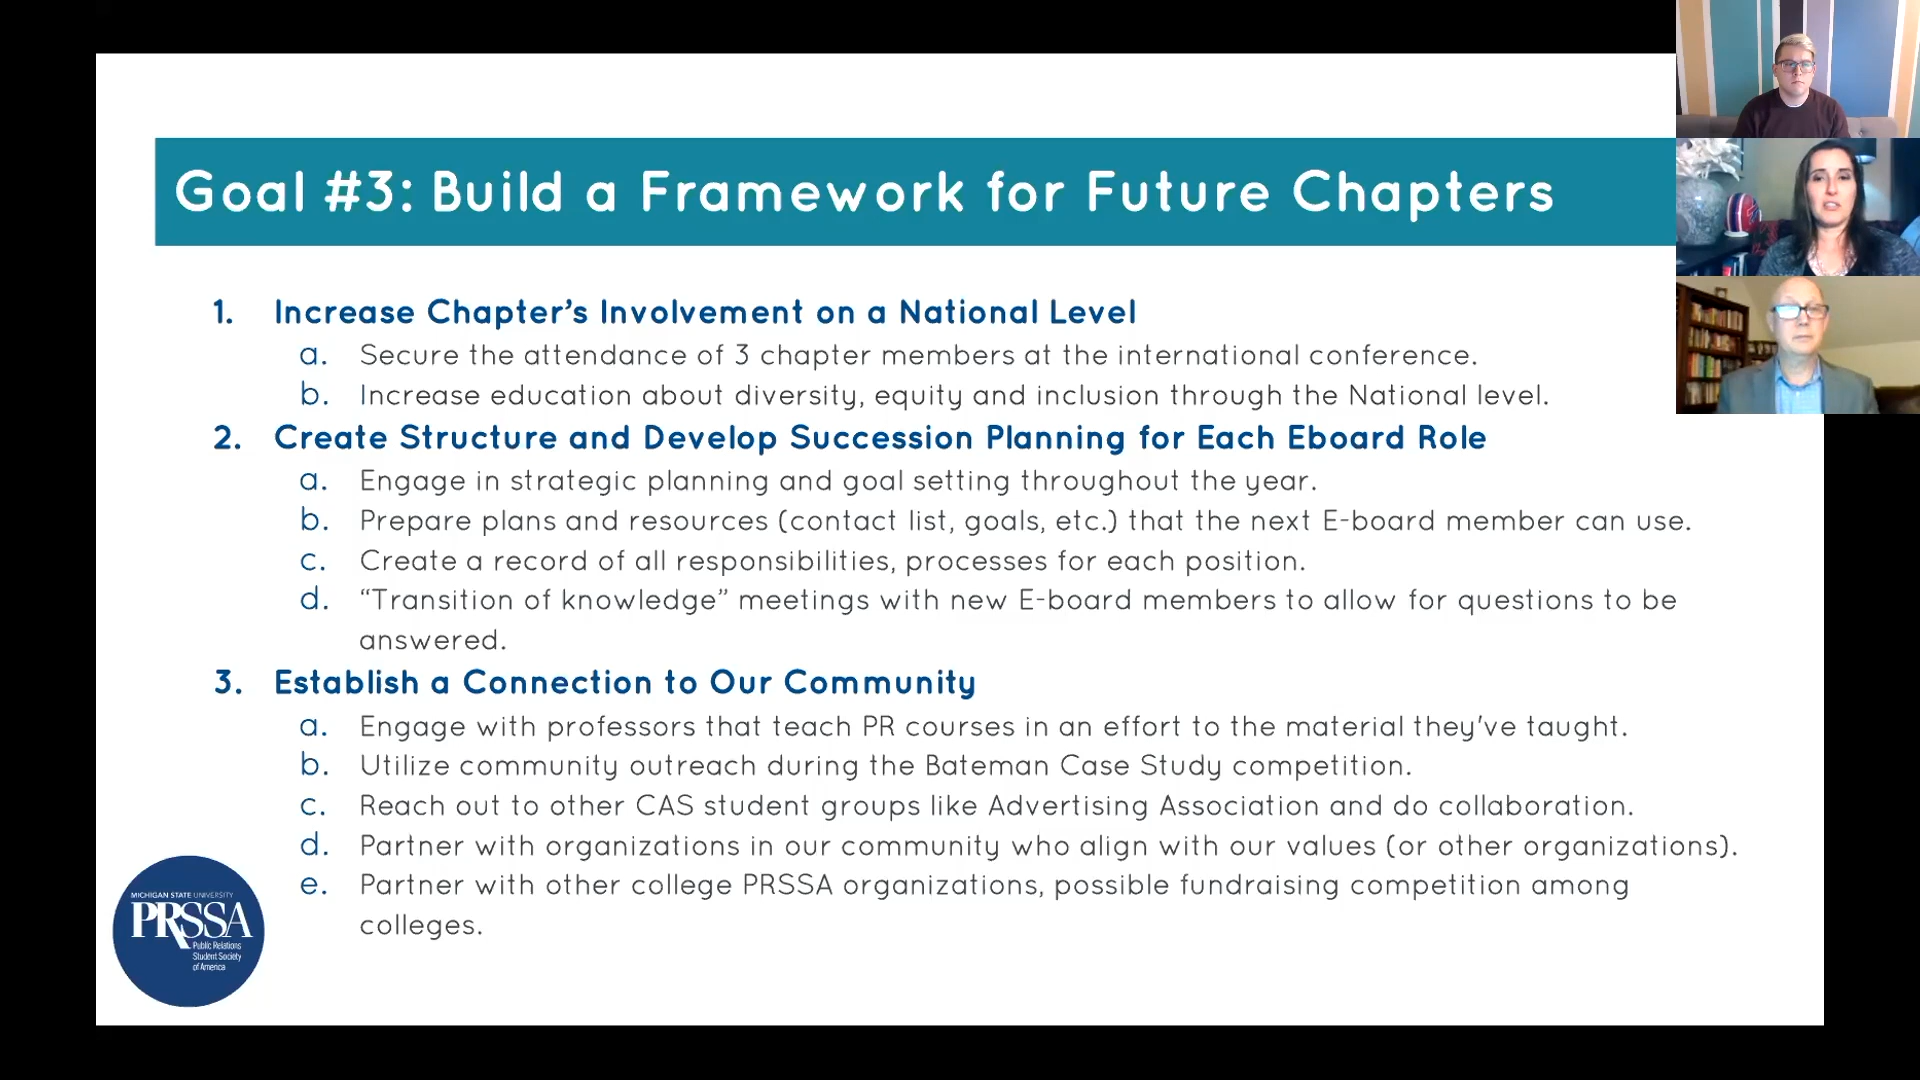 Goal #3: Build a Framework for Future Chapters
1. Increase Chapter’s Involvement on a National Level
a. Secure the attendance of 3 chapter members at the international conference.
b. Increase education about diversity, equity and inclusion through the National level.
2. Create Structure and Develop Succession Planning for Each Eboard Role
a. Engage in strategic planning and goal setting throughout the year.
b. Prepare plans and resources (contact list, goals, etc.) that the next E-board member can use.
c. Create a record of all responsibilities, processes for each position.
d. “Transition of knowledge” meetings with new E-board members to allow for questions to be
answered.
3. Establish a Connection to Our Community
a. Engage with professors that teach PR courses in an effort to the material they've taught.
b. Utilize community outreach during the Bateman Case Study competition.
c. Reach out to other CAS student groups like Advertising Association and do collaboration.
d. Partner with organizations in our community who align with our values (or other organizations).
e. Partner with other college PRSSA organizations, possible fundraising competition among
colleges.
MICHIGAN STATE UNIVERSITY
PRSSA
Public Relations
Student Society
of America